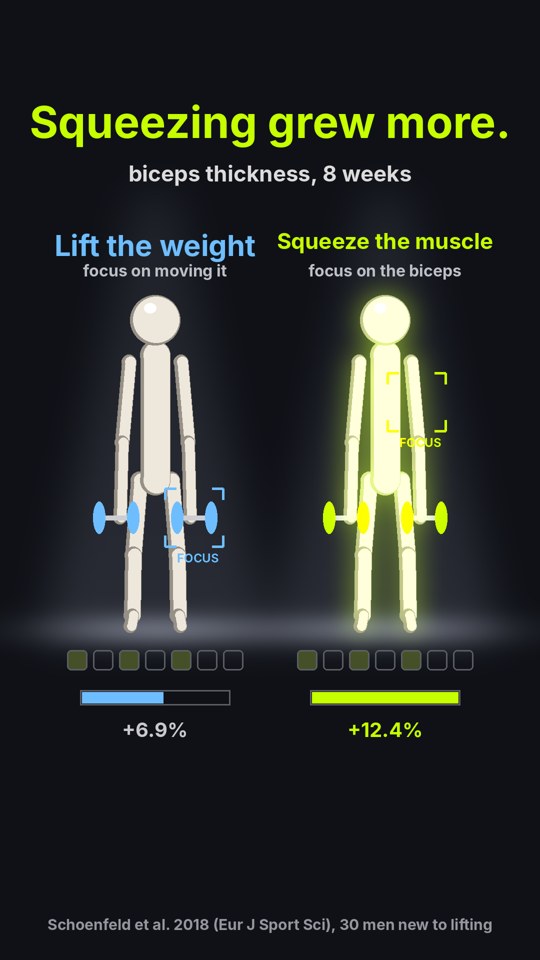 Squeezing grew more.
biceps thickness, 8 weeks
Lift the weight
focus on moving it
Squeeze the muscle
focus on the biceps
FOCUS
FOCUS
+6.9%
+12.4%
Schoenfeld et al. 2018 (Eur J Sport Sci), 30 men new to lifting